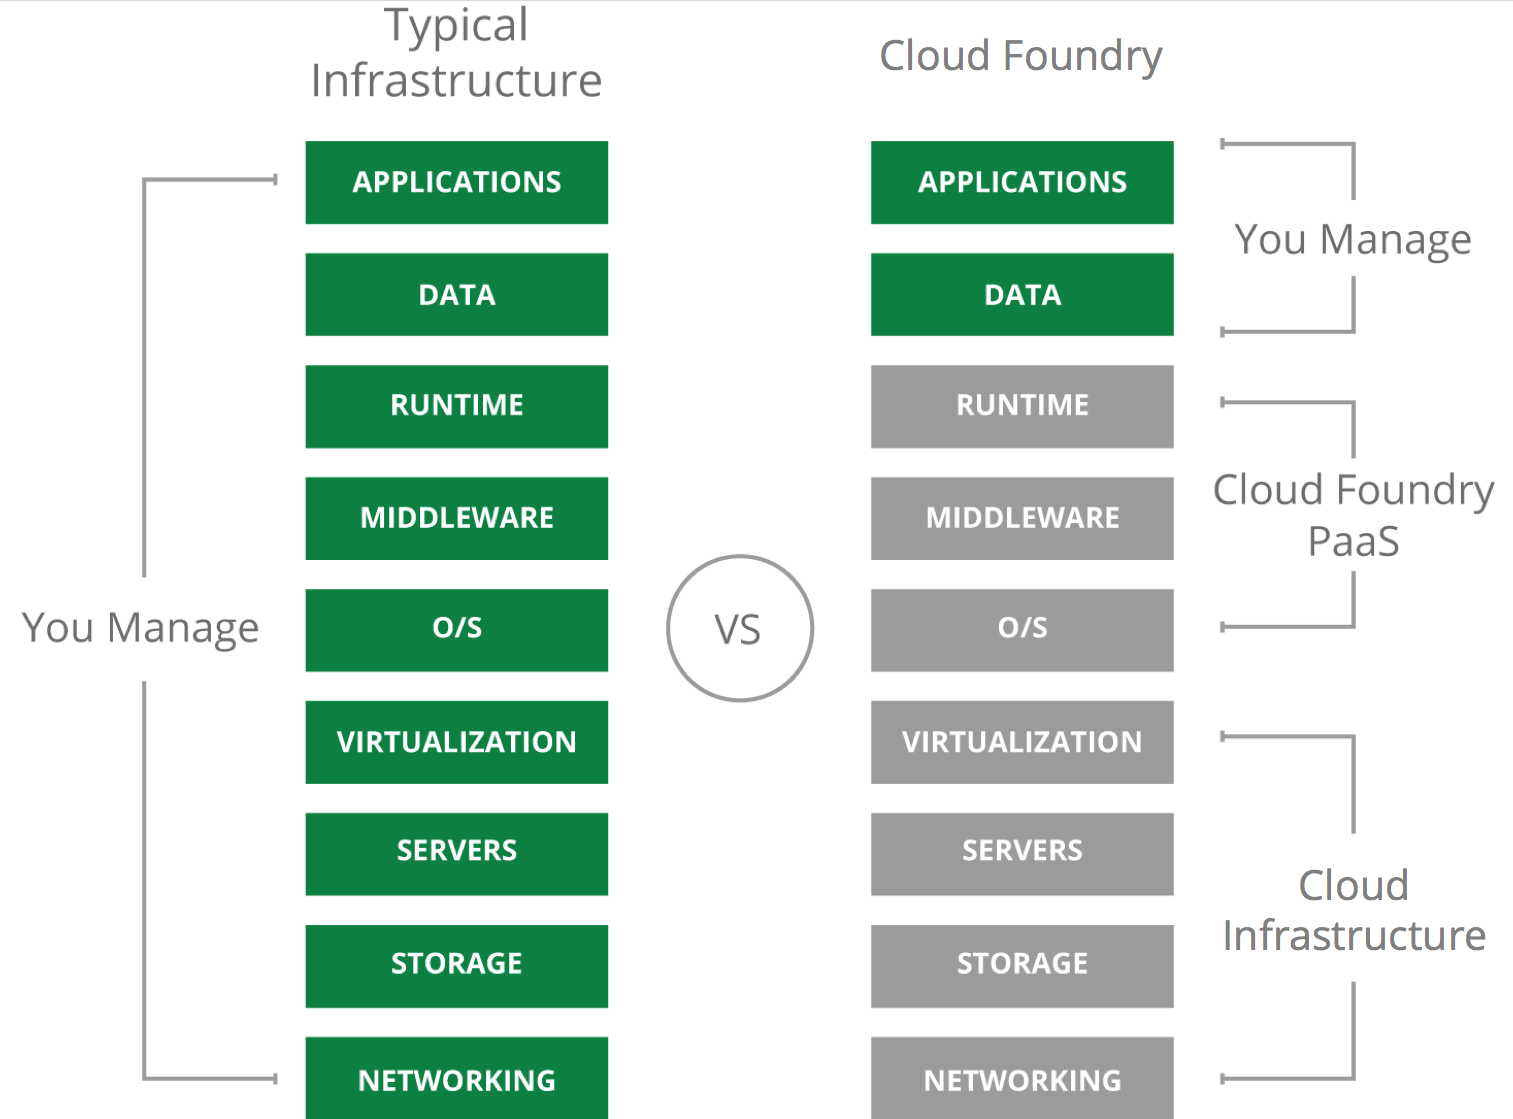 Typical
Infrastructure
Cloud Foundry
APPLICATIONS
DATA
RUNTIME
MIDDLEWARE
O/S
VIRTUALIZATION
SERVERS
STORAGE
NETWORKING
You Manage
VS
APPLICATIONS
DATA
RUNTIME
MIDDLEWARE
O/S
VIRTUALIZATION
SERVERS
STORAGE
NETWORKING
You Manage
Cloud Foundry
PaaS
Cloud
Infrastructure